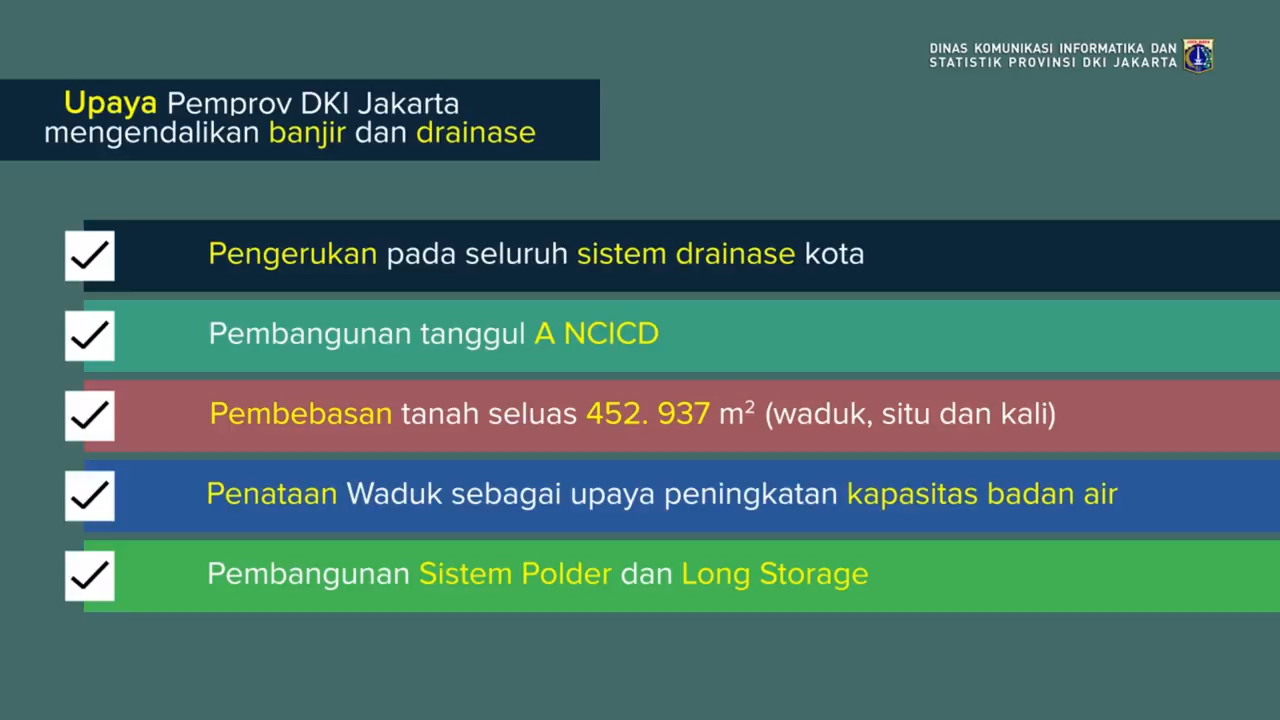 DINAS KOMUNIKASI INFORMATIKA DAN
STATISTIK PROVINSI DKI JAKARTA
Upaya Pemprov DKI Jakarta
mengendalikan banjir dan drainase
Pengerukan pada seluruh sistem drainase kota
Pembangunan tanggul A NCICD
Pembebasan tanah seluas 452. 937 m² (waduk, situ dan kali)
Penataan Waduk sebagai upaya peningkatan kapasitas badan air
Pembangunan Sistem Polder dan Long Storage